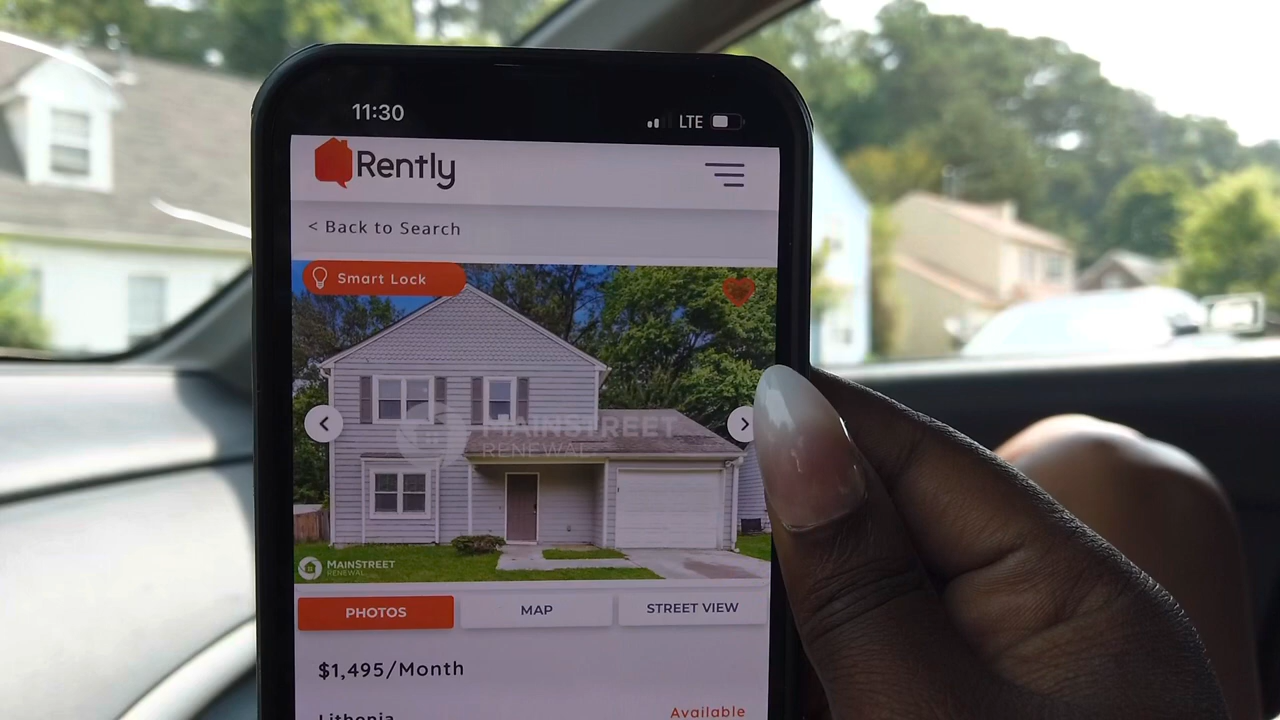 11:30
LTE
Rently
< Back to Search
Smart Lock
MAINSTREET
RENEWAL
MAINSTREET
RENEWAL
PHOTOS
MAP
STREET VIEW
$1,495/Month
Lithonia
Available